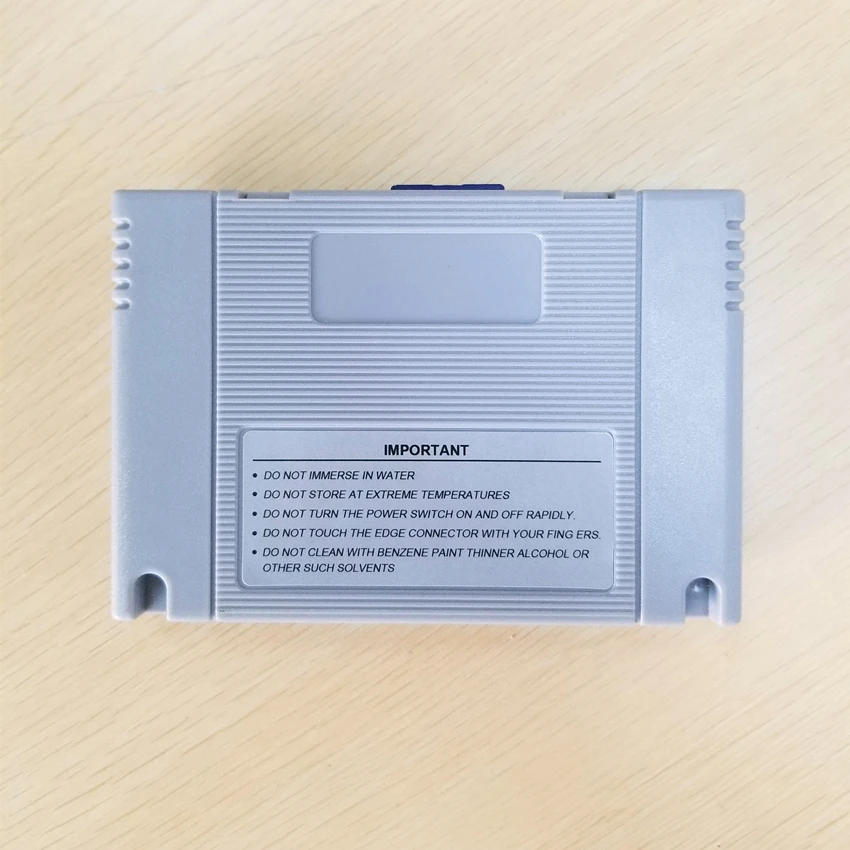 IMPORTANT
• DO NOT IMMERSE IN WATER
• DO NOT STORE AT EXTREME TEMPERATURES
• DO NOT TURN THE POWER SWITCH ON AND OFF RAPIDLY.
• DO NOT TOUCH THE EDGE CONNECTOR WITH YOUR FING ERS.
• DO NOT CLEAN WITH BENZENE PAINT THINNER ALCOHOL OR
OTHER SUCH SOLVENTS